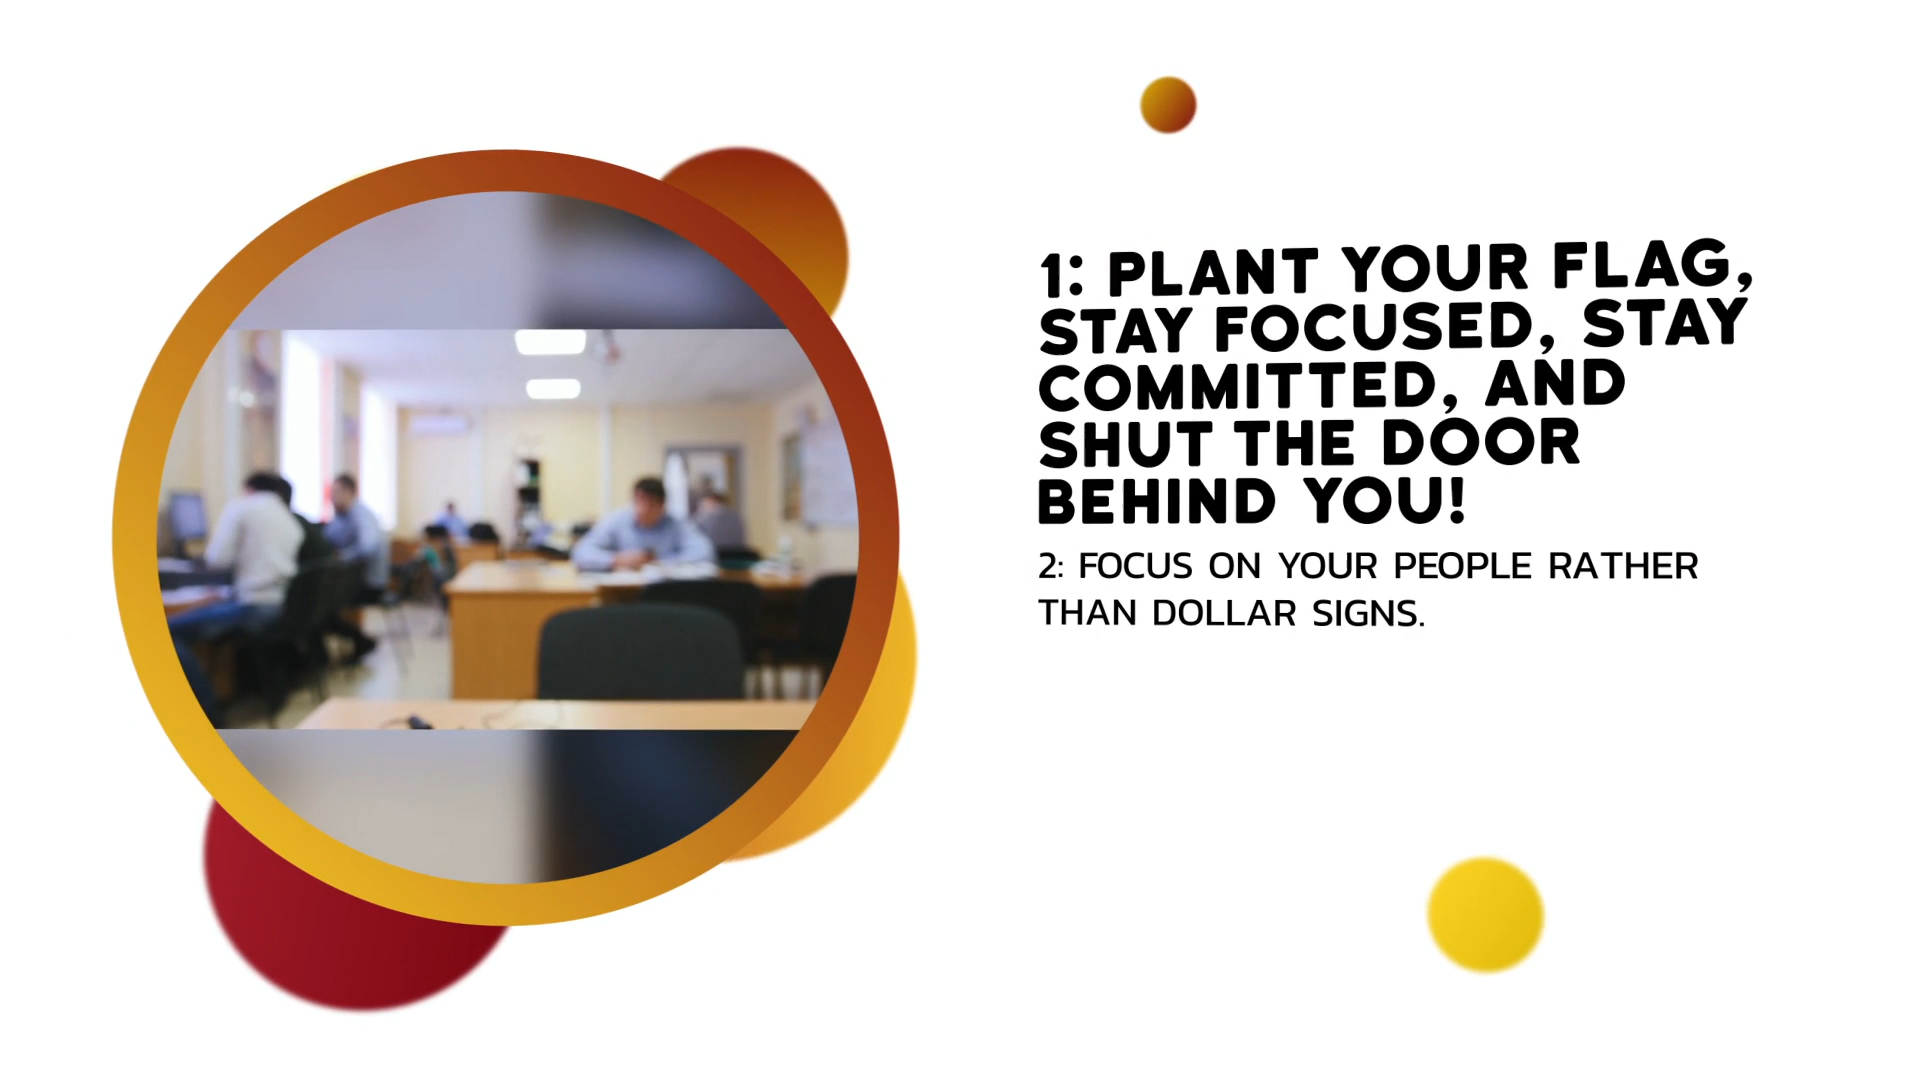 1: PLANT YOUR FLAG,
STAY FOCUSED, STAY
COMMITTED, AND
SHUT THE DOOR
BEHIND YOU!
2: FOCUS ON YOUR PEOPLE RATHER
THAN DOLLAR SIGNS.